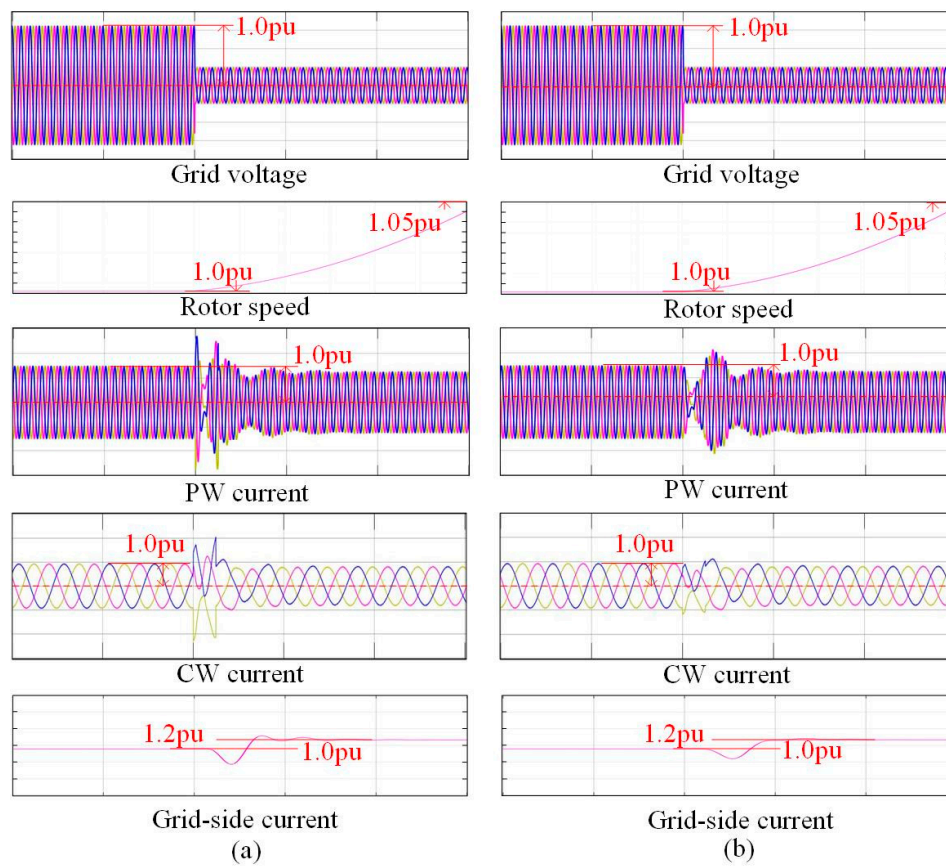 1.0pu
Grid voltage
1.05pu
1.0pu
Rotor speed
1.0pu
PW current
1.0pu
CW current
1.2pu
1.0pu
Grid-side current
(a)
1.0pu
Grid voltage
1.05pu
1.0pu
Rotor speed
1.0pu
PW current
1.0pu
CW current
1.2pu
1.0pu
Grid-side current
(b)